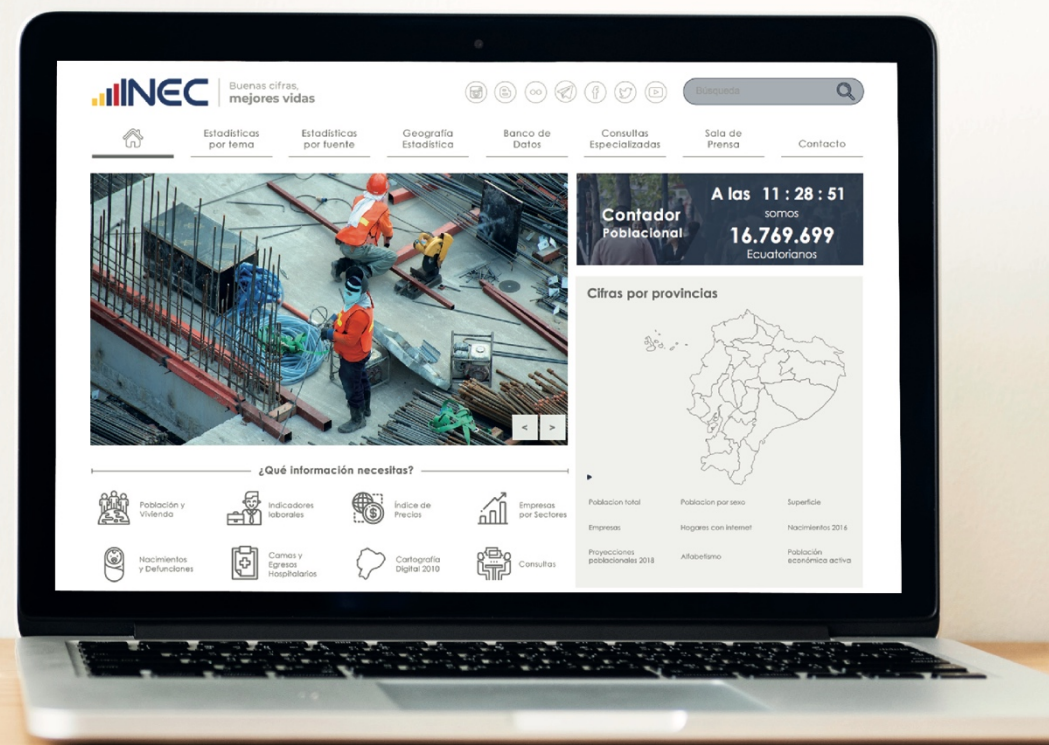 INEC
Buenas cifras,
mejores vidas
Búsqueda
Estadísticas
por tema
Estadísticas
por fuente
Geografía
Estadística
Banco de
Datos
Consultas
Especializadas
Sala de
Prensa
Contacto
Contador
Poblacional
A las 11 : 28 : 51
somos
16.769.699
Ecuatorianos
Cifras por provincias
< >
¿Qué información necesitas?
Población y
Vivienda
Indicadores
laborales
Índice de
Precios
Empresas
por Sectores
Nacimientos
y Defunciones
Camas y
Egresos
Hospitalarios
Cartografía
Digital 2010
Consultas
Poblacion total
Poblacion por sexo
Superficie
Empresas
Hogares con internet
Nacimientos 2016
Proyecciones
poblacionales 2018
Alfabetismo
Población
económica activa